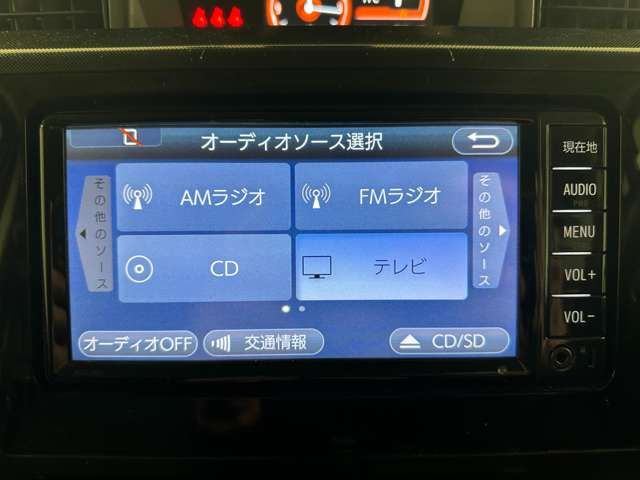 オーディオソース選択
現在地
その他のソース
AMラジオ
FMラジオ
その他のソース
AUDIO
MENU
CD
テレビ
VOL+
VOL-
オーディオOFF
交通情報
CD/SD